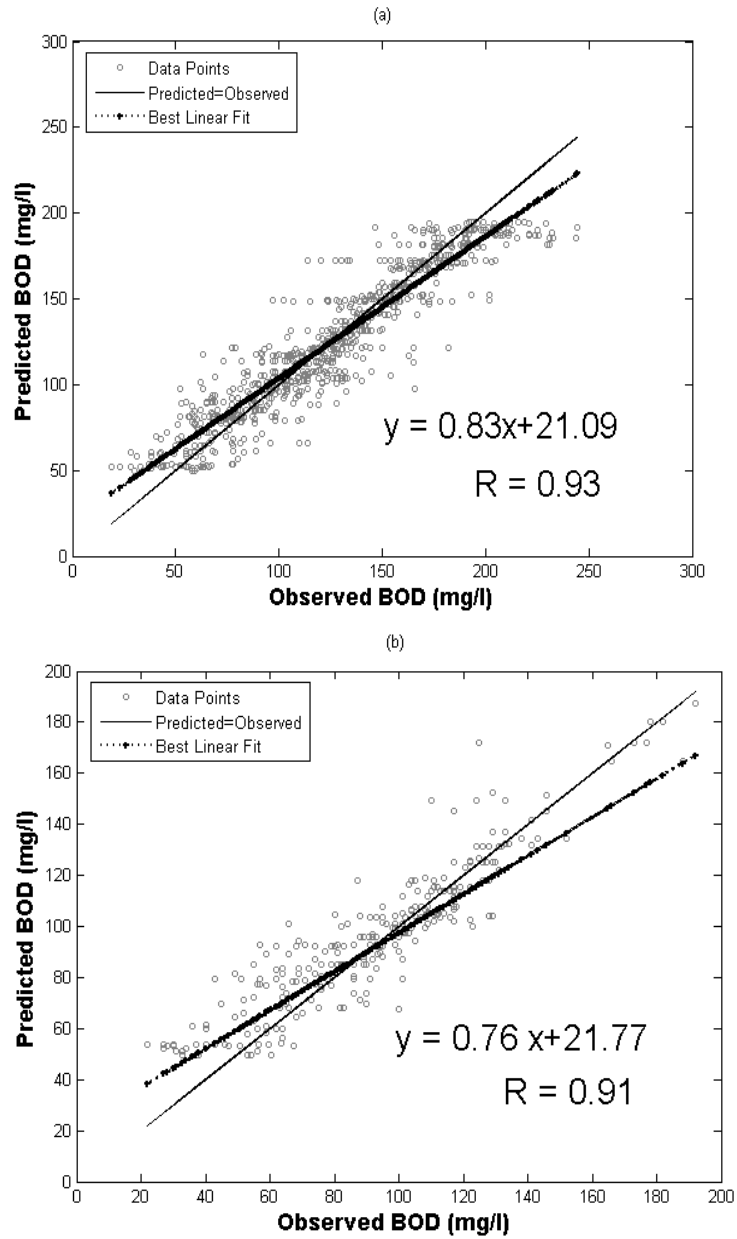 (a)
300
250
200
150
100
50
0
Predicted BOD (mg/l)
Data Points
Predicted=Observed
Best Linear Fit
y = 0.83x+21.09
R = 0.93
0 50 100 150 200 250 300
Observed BOD (mg/l)
(b)
200
180
160
140
120
100
80
60
40
20
0
Predicted BOD (mg/l)
Data Points
Predicted=Observed
Best Linear Fit
y = 0.76 x+21.77
R = 0.91
0 20 40 60 80 100 120 140 160 180 200
Observed BOD (mg/l)